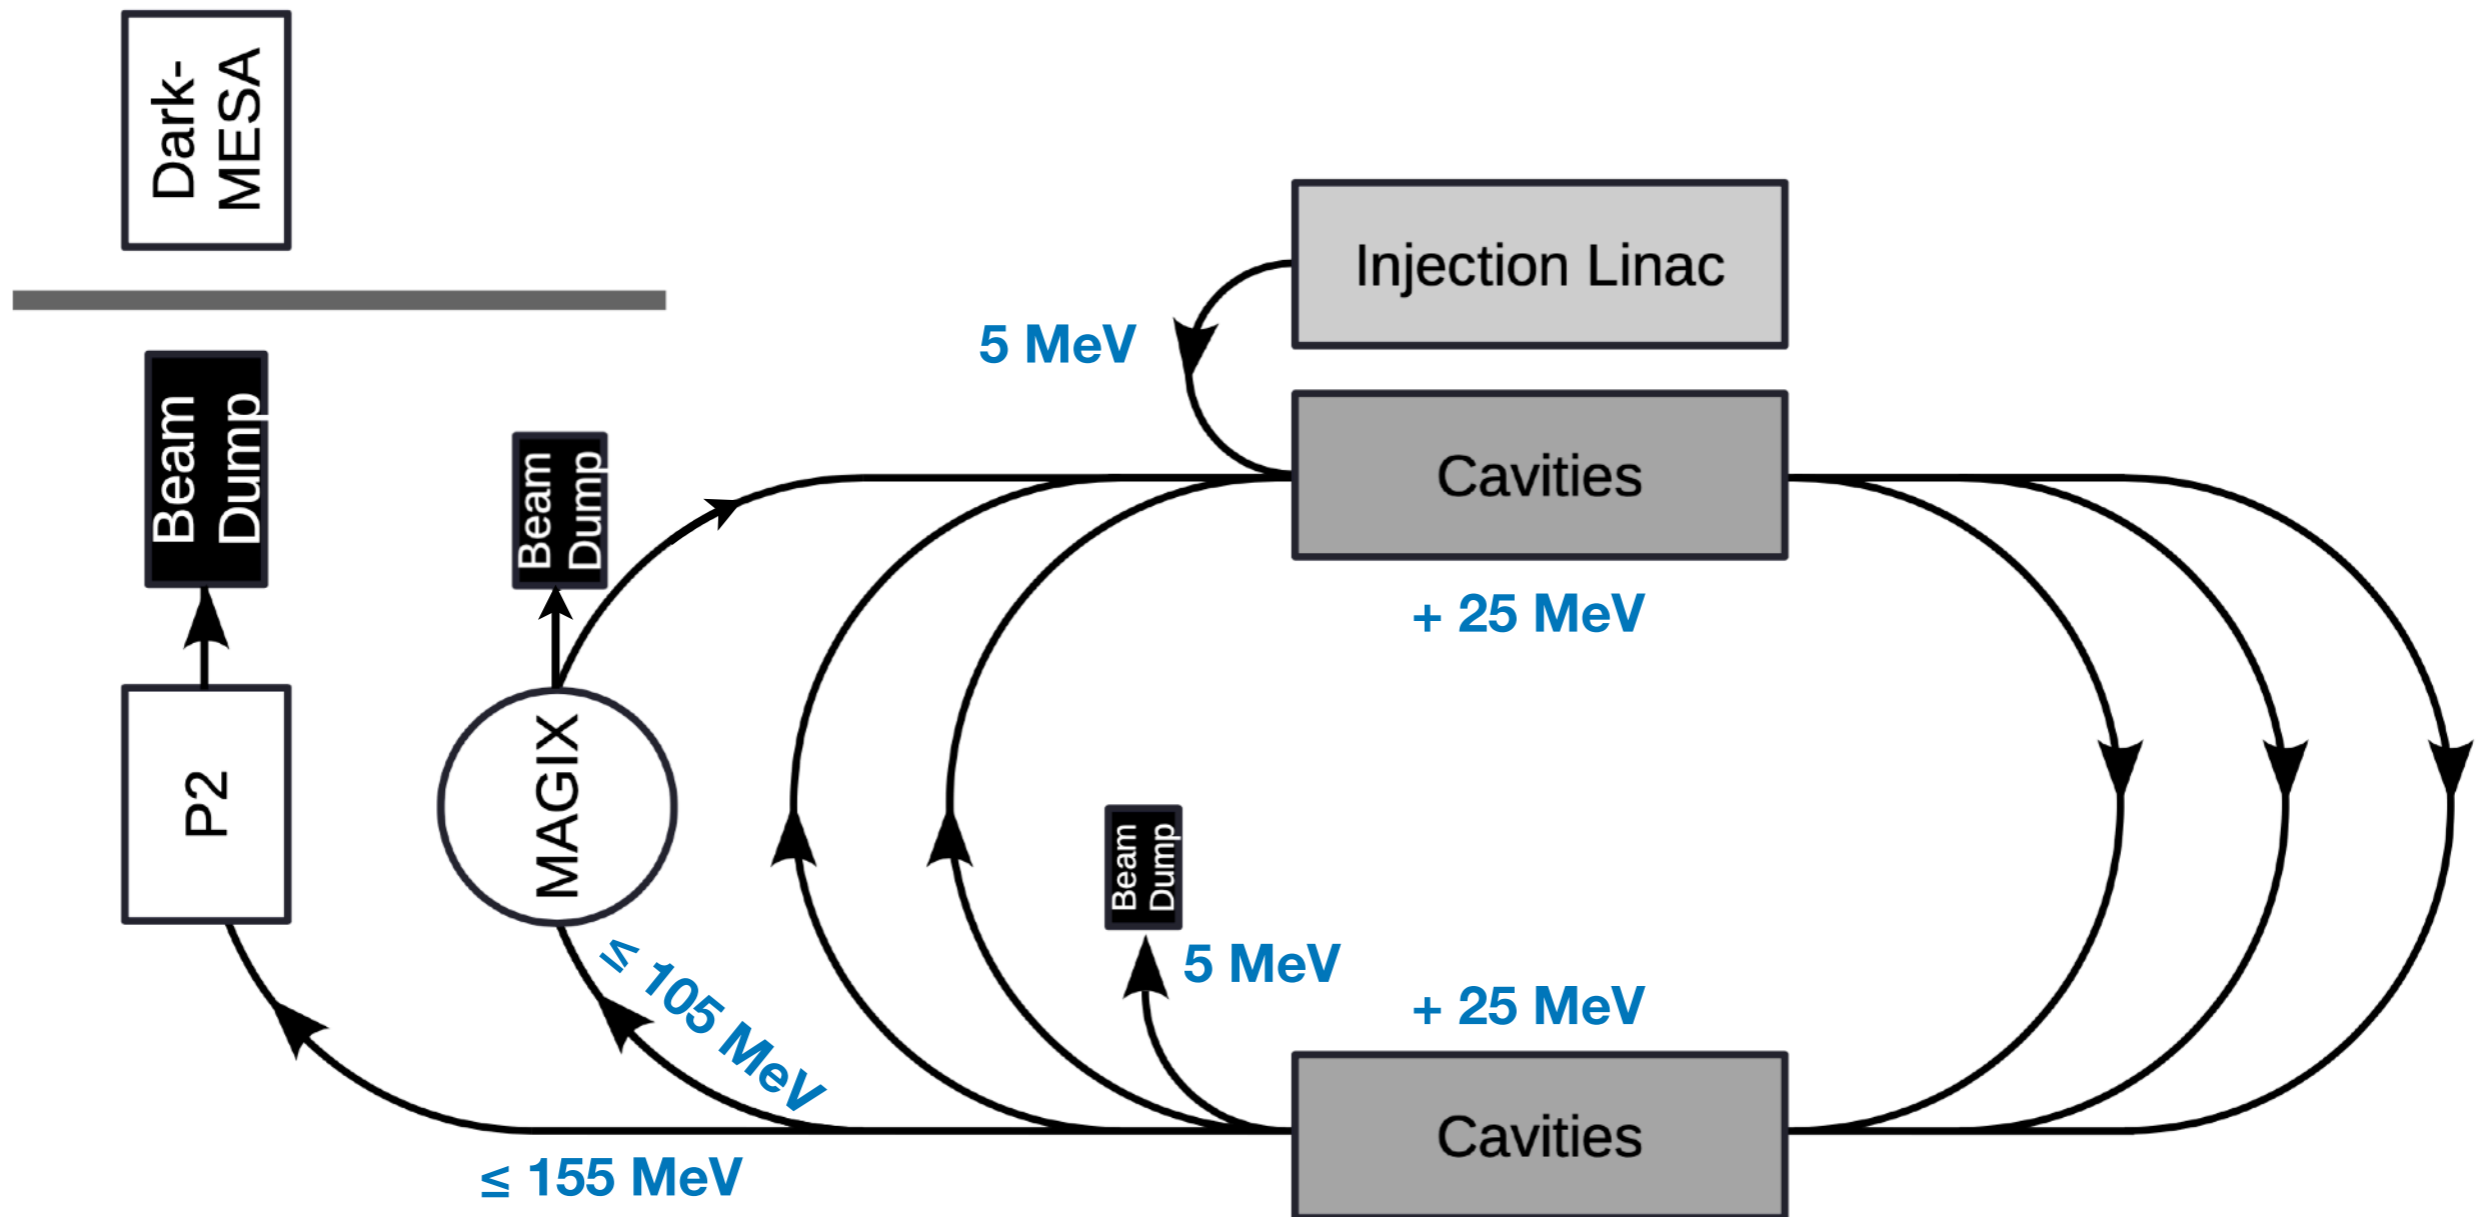 Dark-
MESA
Injection Linac
5 MeV
Beam
Dump
Cavities
Beam
Dump
+ 25 MeV
P2
MAGIX
Beam
Dump
5 MeV
≤ 105 MeV
+ 25 MeV
Cavities
≤ 155 MeV